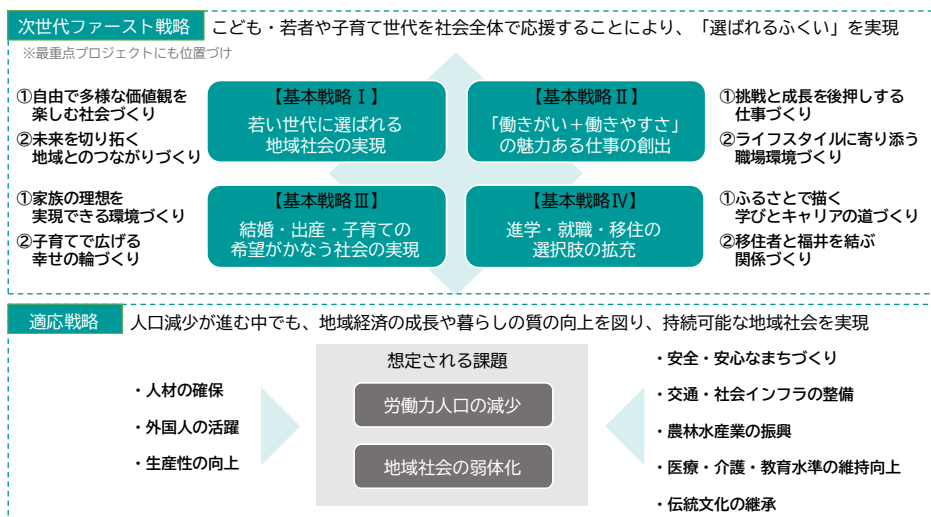 次世代ファースト戦略
こども・若者や子育て世代を社会全体で応援することにより、「選ばれるふくい」を実現
※最重点プロジェクトにも位置づけ
①自由で多様な価値観を
楽しむ社会づくり
②未来を切り拓く
地域とのつながりづくり
【基本戦略Ⅰ】
若い世代に選ばれる
地域社会の実現
【基本戦略Ⅱ】
「働きがい＋働きやすさ」
の魅力ある仕事の創出
①挑戦と成長を後押しする
仕事づくり
②ライフスタイルに寄り添う
職場環境づくり
①家族の理想を
実現できる環境づくり
②子育てで広げる
幸せの輪づくり
【基本戦略Ⅲ】
結婚・出産・子育ての
希望がかなう社会の実現
【基本戦略Ⅳ】
進学・就職・移住の
選択肢の拡充
①ふるさとで描く
学びとキャリアの道づくり
②移住者と福井を結ぶ
関係づくり
適応戦略
人口減少が進む中でも、地域経済の成長や暮らしの質の向上を図り、持続可能な地域社会を実現
・人材の確保
・外国人の活躍
・生産性の向上
想定される課題
労働力人口の減少
地域社会の弱体化
・安全・安心なまちづくり
・交通・社会インフラの整備
・農林水産業の振興
・医療・介護・教育水準の維持向上
・伝統文化の継承